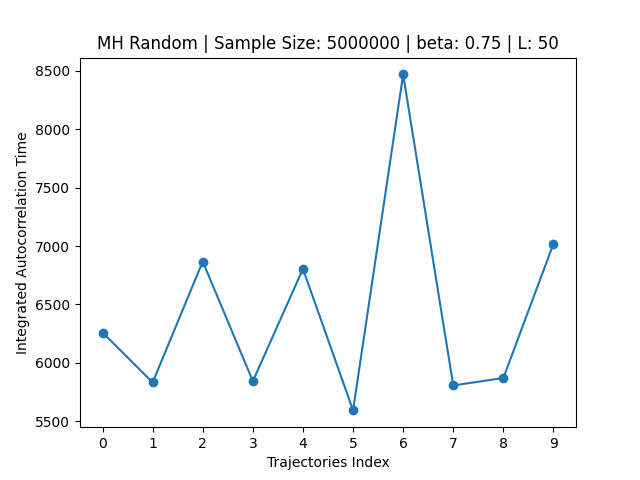 MH Random | Sample Size: 5000000 | beta: 0.75 | L: 50
8500
8000
7500
7000
6500
6000
5500
Integrated Autocorrelation Time
0 1 2 3 4 5 6 7 8 9
Trajectories Index